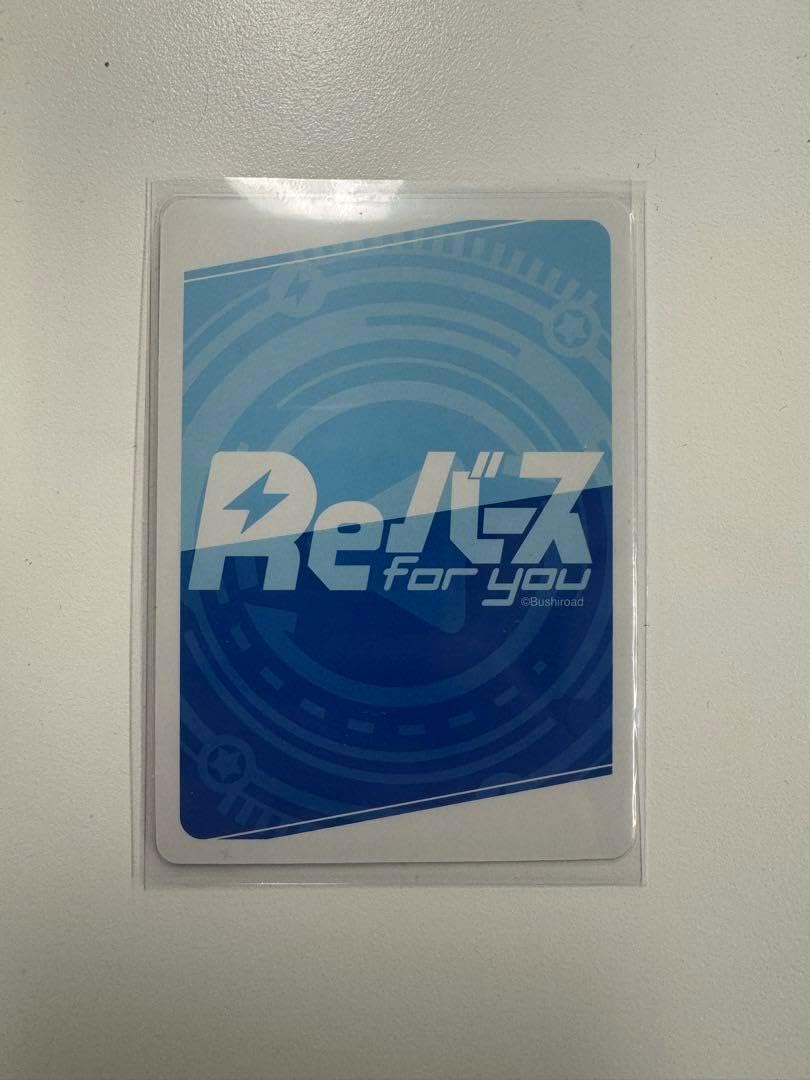 Reバース
for you
©Bushiroad